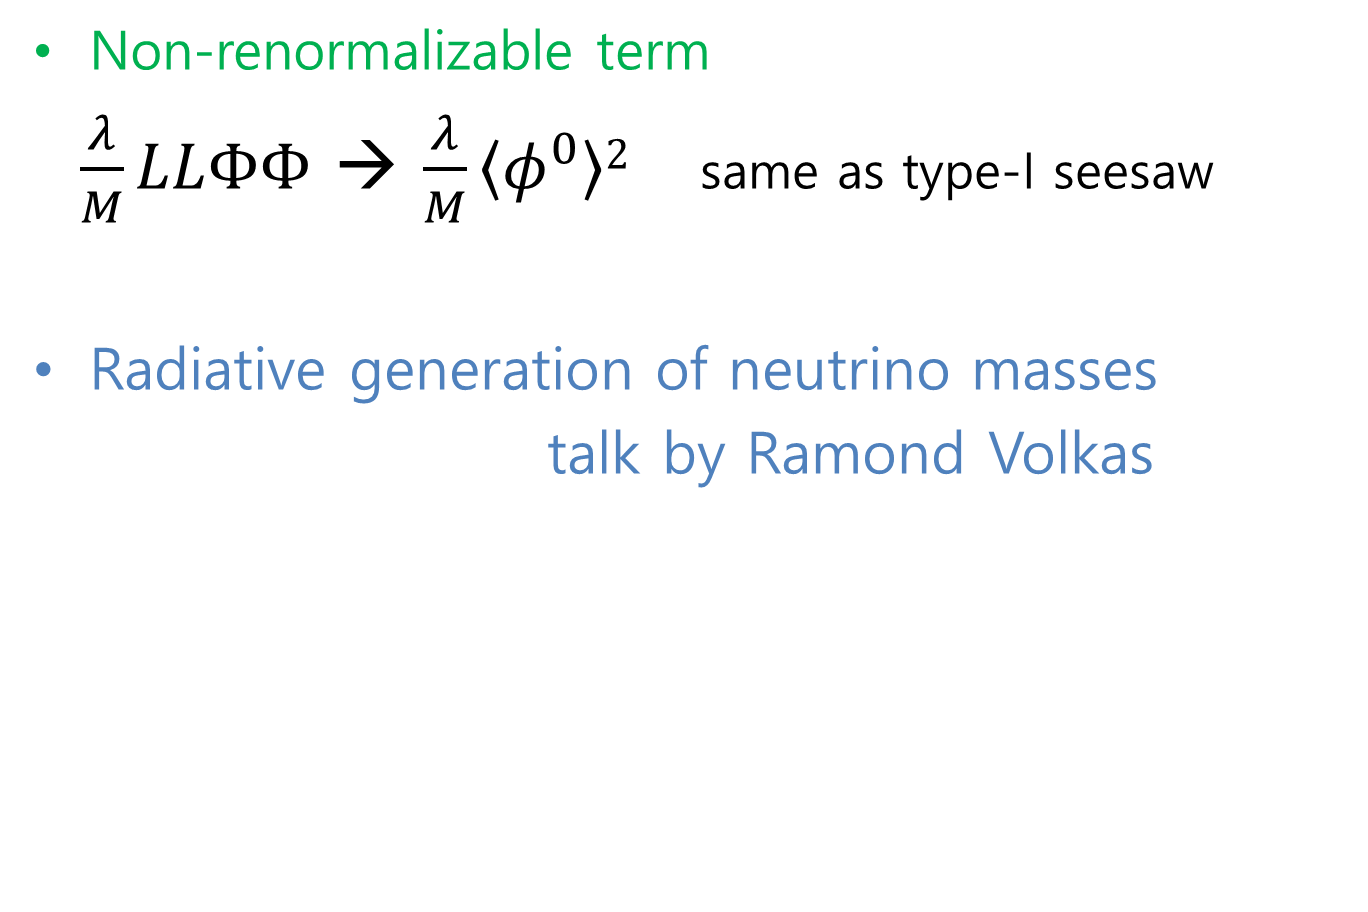 • Non-renormalizable term
λ/M LLΦΦ → λ/M ⟨ϕ⁰⟩² same as type-I seesaw
• Radiative generation of neutrino masses
talk by Ramond Volkas